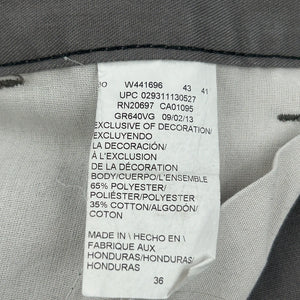 W441696 43 41
UPC 029311130527
RN20697 CA01095
GR640VG 09/02/13
EXCLUSIVE OF DECORATION/
EXCLUYENDO
LA DECORACIÓN/
À L'EXCLUSION
DE LA DÉCORATION
BODY/CUERPO/L'ENSEMBLE
65% POLYESTER/
POLIÉSTER/POLYESTER
35% COTTON/ALGODÓN/
COTON
MADE IN \ HECHO EN \
FABRIQUE AUX
HONDURAS/HONDURAS/
HONDURAS
36